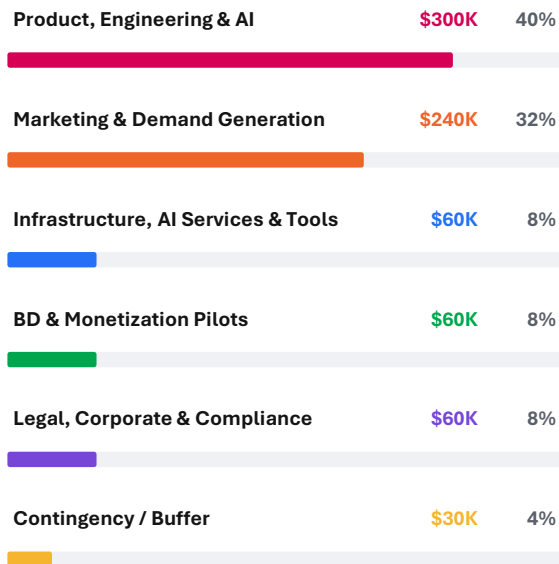 Product, Engineering & AI $300K 40%
Marketing & Demand Generation $240K 32%
Infrastructure, AI Services & Tools $60K 8%
BD & Monetization Pilots $60K 8%
Legal, Corporate & Compliance $60K 8%
Contingency / Buffer $30K 4%